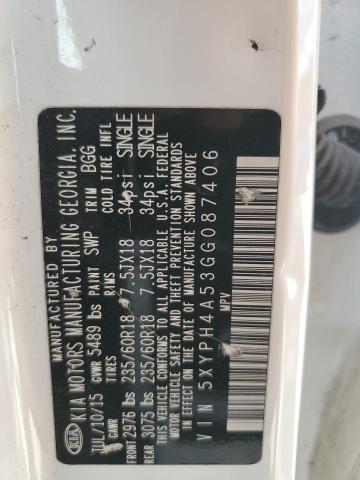 MANUFACTURED BY
KIA KIA MOTORS MANUFACTURING GEORGIA, INC.
JUL/10/15 GVWR 5489 lbs PAINT SWP TRIM BGG
GAWR TIRES RIMS COLD TIRE INFL
FRONT 2976 lbs 235/60R18 7.5JX18 34psi SINGLE
REAR 3075 lbs 235/60R18 7.5JX18 34psi SINGLE
THIS VEHICLE CONFORMS TO ALL APPLICABLE U.S.A. FEDERAL MOTOR
VEHICLE SAFETY AND THEFT PREVENTION STANDARDS
IN EFFECT ON THE DATE OF MANUFACTURE SHOWN ABOVE.
VIN 5XYPH4A53GG087406
MPV